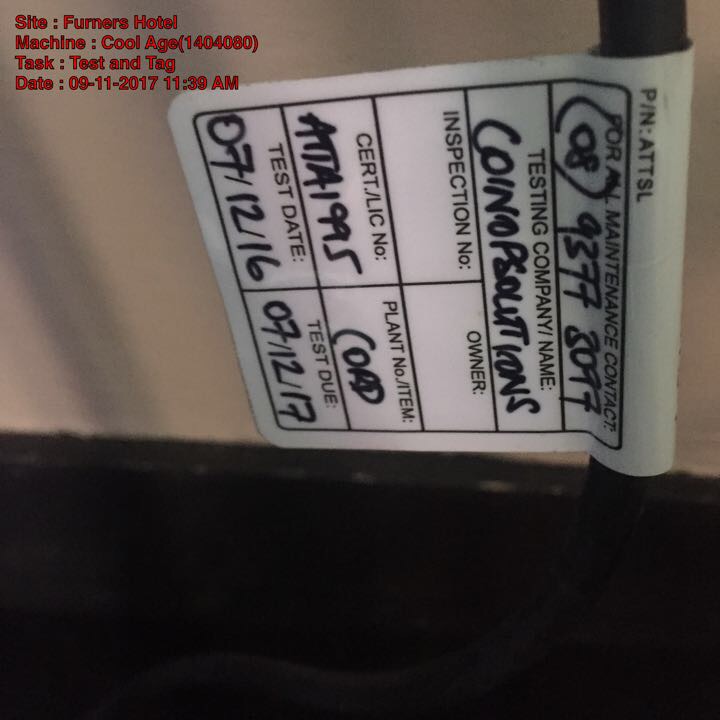 Site : Furners Hotel
Machine : Cool Age(1404080)
Task : Test and Tag
Date : 09-11-2017 11:39 AM
P/N: ATTSL
FOR ALL MAINTENANCE CONTACT:
(08) 9377 3077
TESTING COMPANY/ NAME:
COINOPSOLUTIONS
INSPECTION No:
OWNER:
CERT./LIC No:
ATTA1995
PLANT No./ITEM:
CORD
TEST DATE:
07/12/16
TEST DUE:
07/12/17